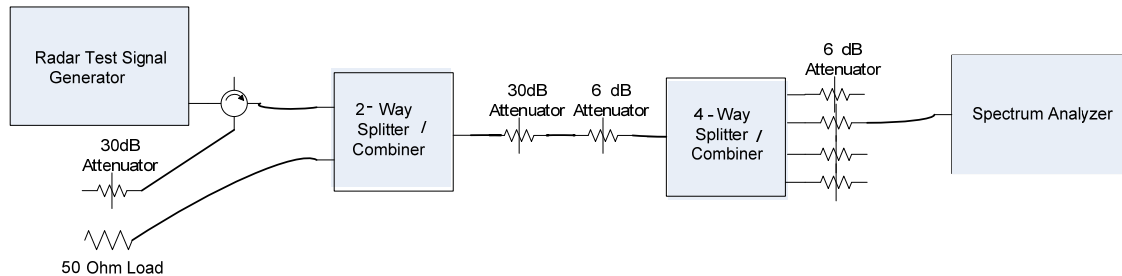 Radar Test Signal
Generator
30dB
Attenuator
50 Ohm Load
2- Way
Splitter /
Combiner
30dB
Attenuator
6 dB
Attenuator
4 - Way
Splitter /
Combiner
6 dB
Attenuator
Spectrum Analyzer